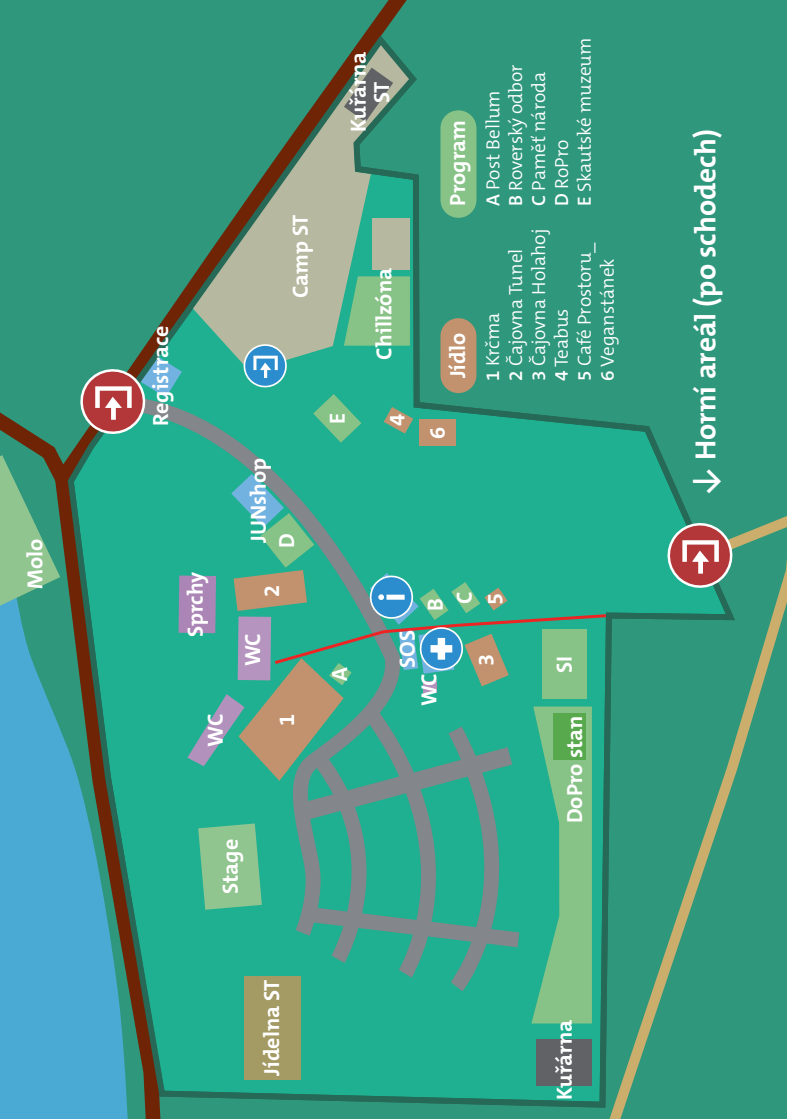 Molo
Registrace
Kuřárna
ST
Camp ST
Chillzóna
JUNshop
Sprchy
WC
WC
Stage
Jídelna ST
1
2
A
D
E
4
6
i
B
C
5
SOS
WC
3
SI
DoPro stan
Kuřárna
Jídlo
1 Krčma
2 Čajovna Tunel
3 Čajovna Holahoj
4 Teabus
5 Café Prostoru_
6 Veganstánek
Program
A Post Bellum
B Roverský odbor
C Paměť národa
D RoPro
E Skautské muzeum
← Horní areál (po schodech)